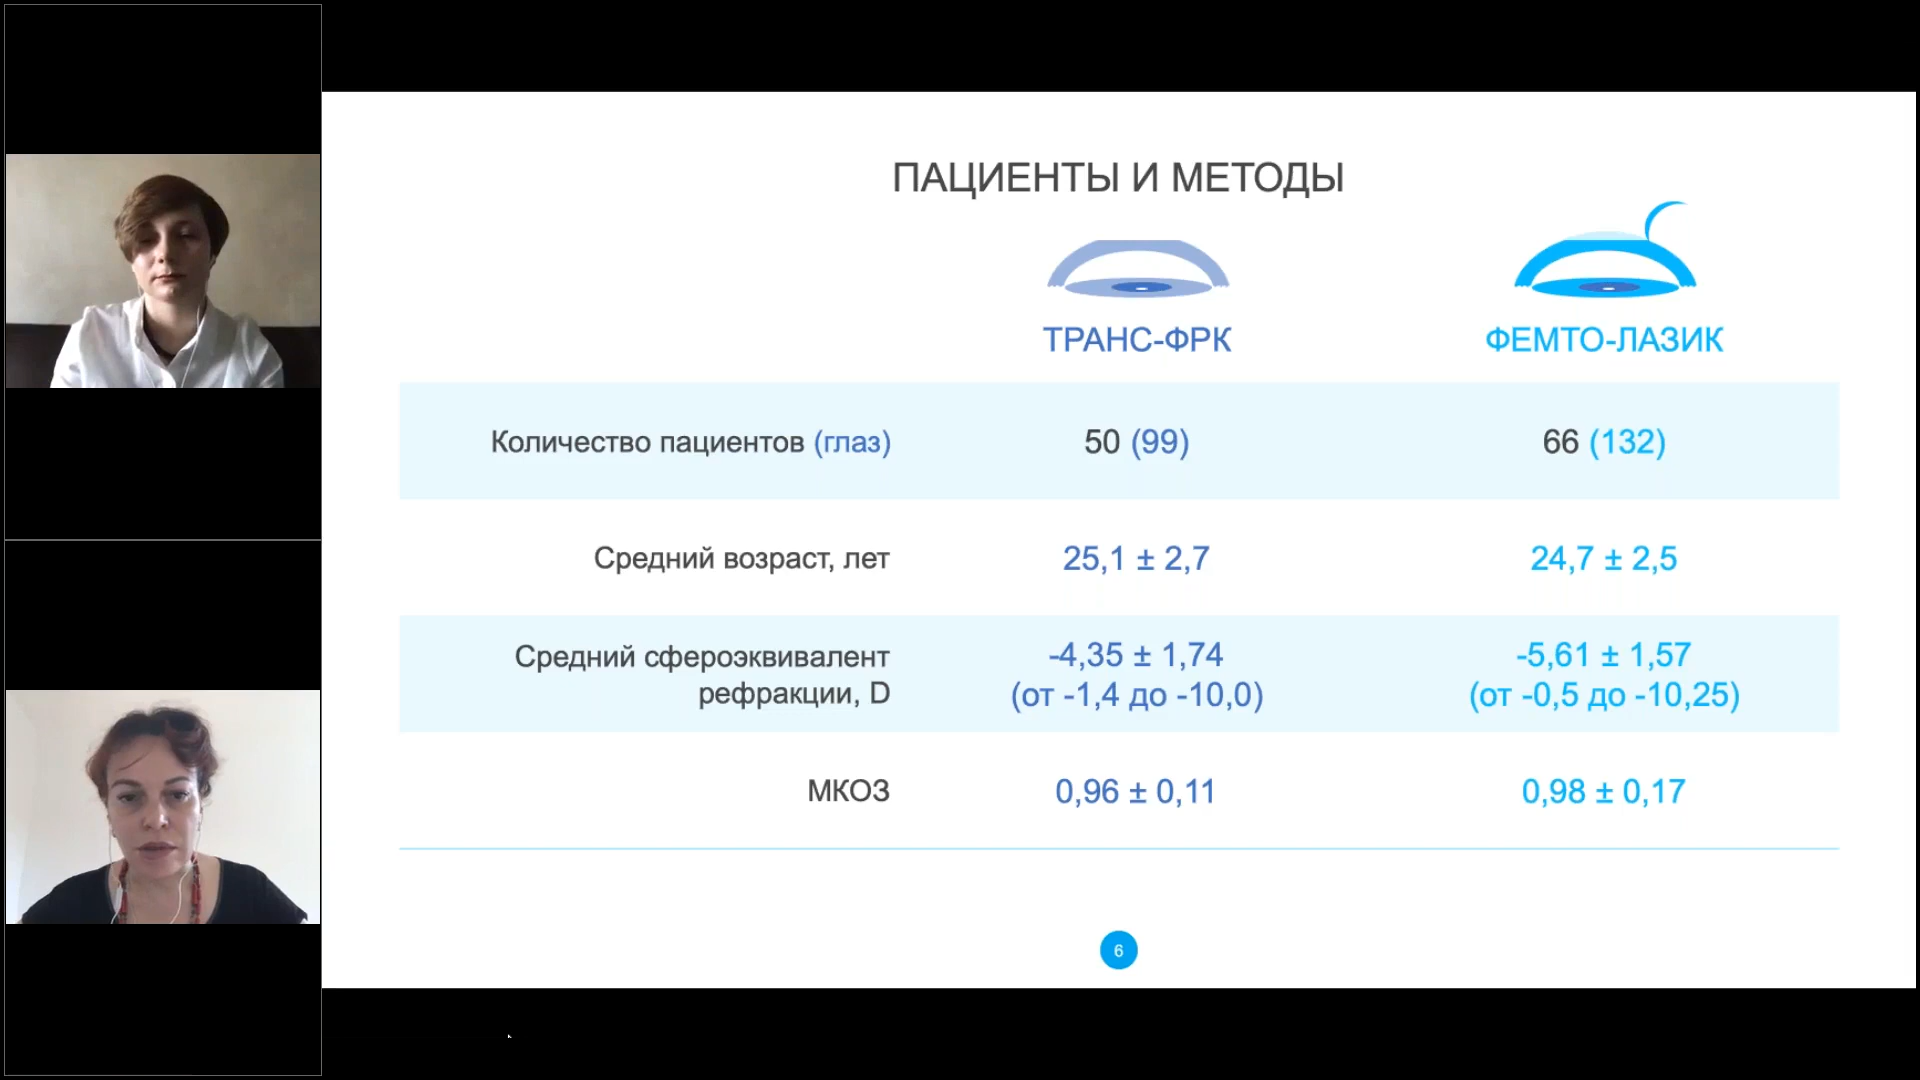 ПАЦИЕНТЫ И МЕТОДЫ
ТРАНС-ФРК
ФЕМТО-ЛАЗИК
Количество пациентов (глаз) 50 (99) 66 (132)
Средний возраст, лет 25,1 ± 2,7 24,7 ± 2,5
Средний сфероэквивалент
рефракции, D
-4,35 ± 1,74
(от -1,4 до -10,0)
-5,61 ± 1,57
(от -0,5 до -10,25)
МКОЗ 0,96 ± 0,11 0,98 ± 0,17
6